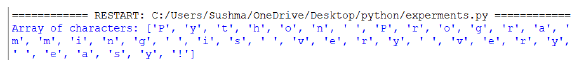 ============ RESTART: C:/Users/Sushma/OneDrive/Desktop/python/experments.py ============
Array of characters: ['P', 'y', 't', 'h', 'o', 'n', ' ', 'P', 'r', 'o', 'g', 'r', 'a', '
m', 'm', 'i', 'n', 'g', ' ', 'i', 's', ' ', 'v', 'e', 'r', 'y', ' ', 'v', 'e', 'r', 'y',
' ', 'e', 'a', 's', 'y', '!']